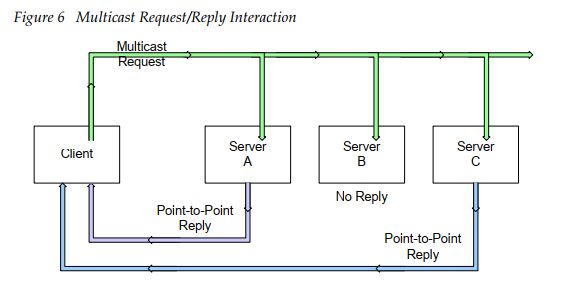 Figure 6 Multicast Request/Reply Interaction
Multicast
Request
Client
Server
A
Server
B
Server
C
No Reply
Point-to-Point
Reply
Point-to-Point
Reply